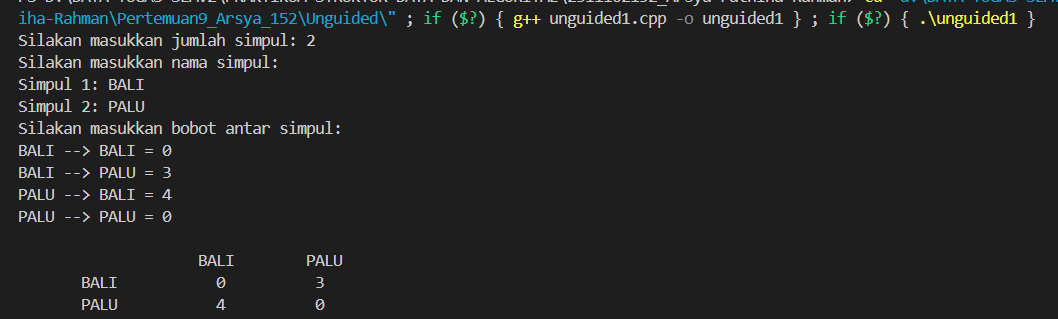 iha-Rahman\Pertemuan9_Arsya_152\Unguided\" ; if ($?) { g++ unguided1.cpp -o unguided1 } ; if ($?) { .\unguided1 }
Silakan masukkan jumlah simpul: 2
Silakan masukkan nama simpul:
Simpul 1: BALI
Simpul 2: PALU
Silakan masukkan bobot antar simpul:
BALI --> BALI = 0
BALI --> PALU = 3
PALU --> BALI = 4
PALU --> PALU = 0
BALI PALU
BALI 0 3
PALU 4 0